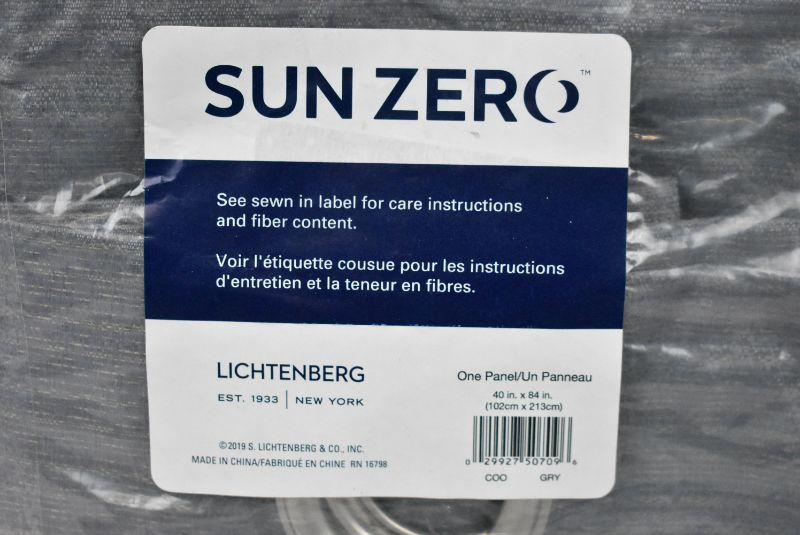 SUN ZERO™
See sewn in label for care instructions
and fiber content.
Voir l'étiquette cousue pour les instructions
d'entretien et la teneur en fibres.
LICHTENBERG
EST. 1933 | NEW YORK
©2019 S. LICHTENBERG & CO., INC.
MADE IN CHINA/FABRIQUÉ EN CHINE RN 16798
One Panel/Un Panneau
40 in. x 84 in.
(102cm x 213cm)
0 29927 50709 6
COO GRY